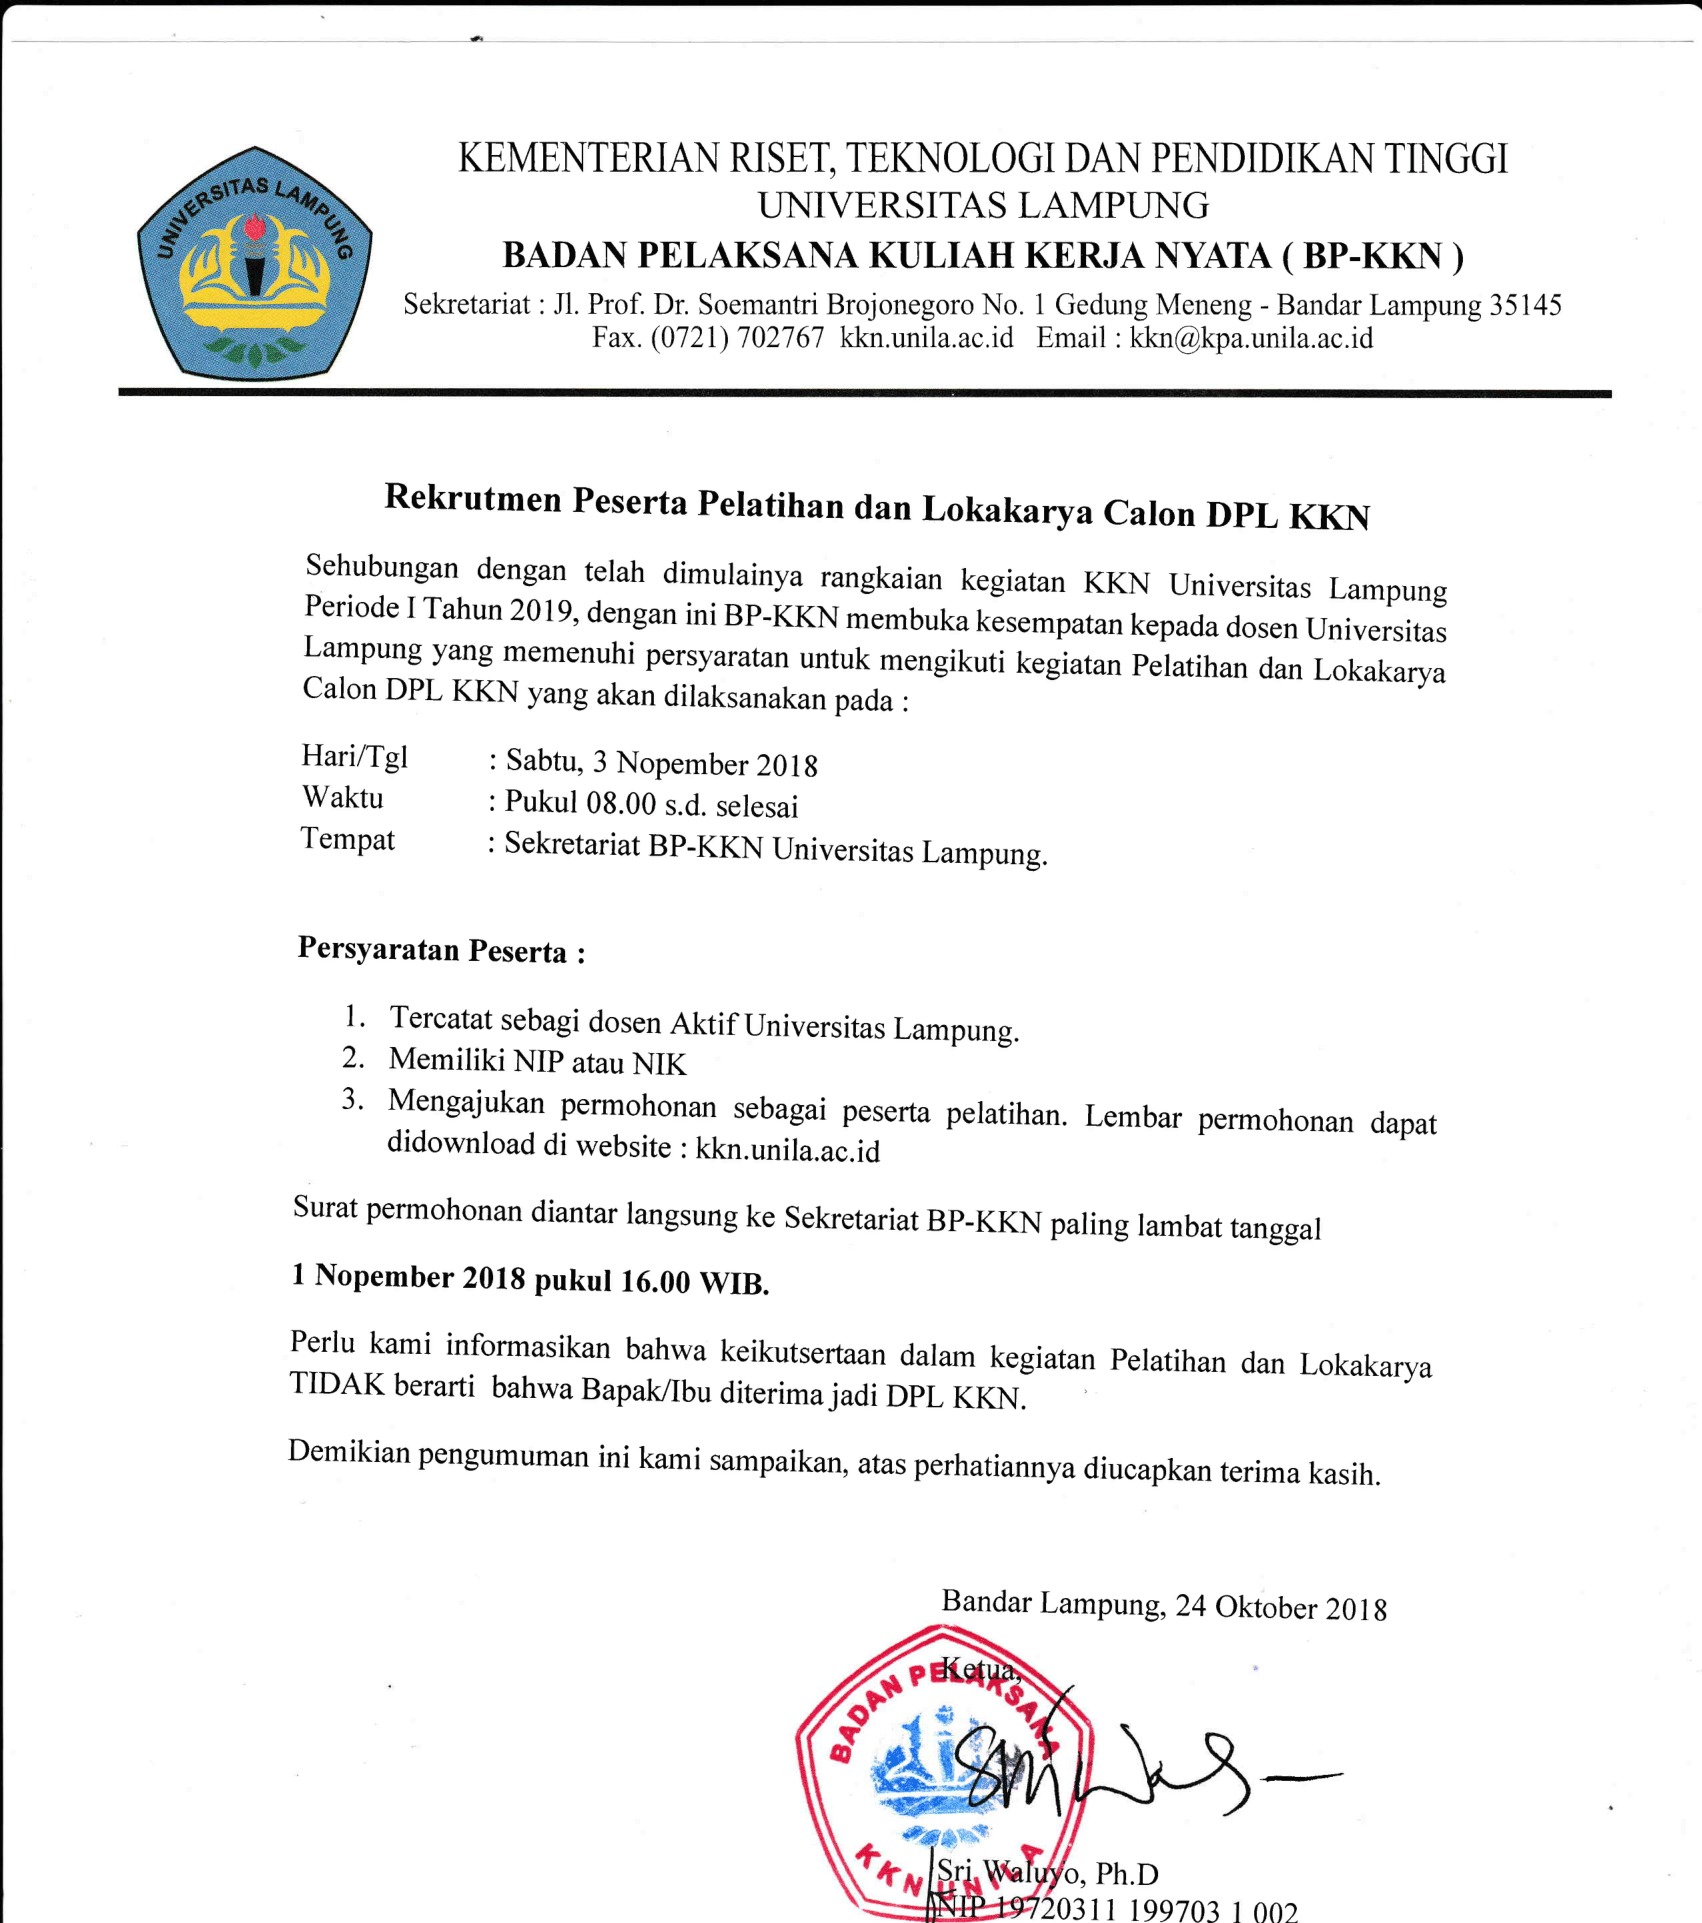 UNIVERSITAS LAMPUNG
KEMENTERIAN RISET, TEKNOLOGI DAN PENDIDIKAN TINGGI
UNIVERSITAS LAMPUNG
BADAN PELAKSANA KULIAH KERJA NYATA ( BP-KKN )
Sekretariat : Jl. Prof. Dr. Soemantri Brojonegoro No. 1 Gedung Meneng - Bandar Lampung 35145
Fax. (0721) 702767 kkn.unila.ac.id Email : kkn@kpa.unila.ac.id
Rekrutmen Peserta Pelatihan dan Lokakarya Calon DPL KKN
Sehubungan dengan telah dimulainya rangkaian kegiatan KKN Universitas Lampung
Periode I Tahun 2019, dengan ini BP-KKN membuka kesempatan kepada dosen Universitas
Lampung yang memenuhi persyaratan untuk mengikuti kegiatan Pelatihan dan Lokakarya
Calon DPL KKN yang akan dilaksanakan pada :
Hari/Tgl : Sabtu, 3 Nopember 2018
Waktu : Pukul 08.00 s.d. selesai
Tempat : Sekretariat BP-KKN Universitas Lampung.
Persyaratan Peserta :
1. Tercatat sebagi dosen Aktif Universitas Lampung.
2. Memiliki NIP atau NIK
3. Mengajukan permohonan sebagai peserta pelatihan. Lembar permohonan dapat
didownload di website : kkn.unila.ac.id
Surat permohonan diantar langsung ke Sekretariat BP-KKN paling lambat tanggal
1 Nopember 2018 pukul 16.00 WIB.
Perlu kami informasikan bahwa keikutsertaan dalam kegiatan Pelatihan dan Lokakarya
TIDAK berarti bahwa Bapak/Ibu diterima jadi DPL KKN.
Demikian pengumuman ini kami sampaikan, atas perhatiannya diucapkan terima kasih.
Bandar Lampung, 24 Oktober 2018
Ketua,
BADAN PELAKSANA
KKN UNILA
Sri Waluyo, Ph.D
NIP 19720311 199703 1 002